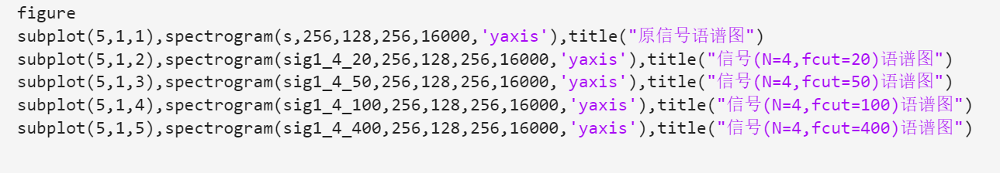 figure
subplot(5,1,1),spectrogram(s,256,128,256,16000,'yaxis'),title("原信号语谱图")
subplot(5,1,2),spectrogram(sig1_4_20,256,128,256,16000,'yaxis'),title("信号(N=4,fcut=20)语谱图")
subplot(5,1,3),spectrogram(sig1_4_50,256,128,256,16000,'yaxis'),title("信号(N=4,fcut=50)语谱图")
subplot(5,1,4),spectrogram(sig1_4_100,256,128,256,16000,'yaxis'),title("信号(N=4,fcut=100)语谱图")
subplot(5,1,5),spectrogram(sig1_4_400,256,128,256,16000,'yaxis'),title("信号(N=4,fcut=400)语谱图")